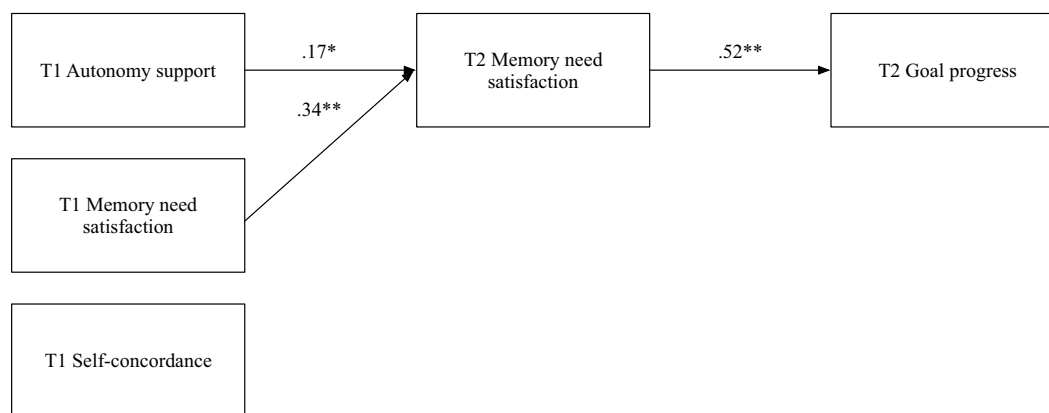 T1 Autonomy support
.17*
T2 Memory need
satisfaction
.52**
T2 Goal progress
.34**
T1 Memory need
satisfaction
T1 Self-concordance